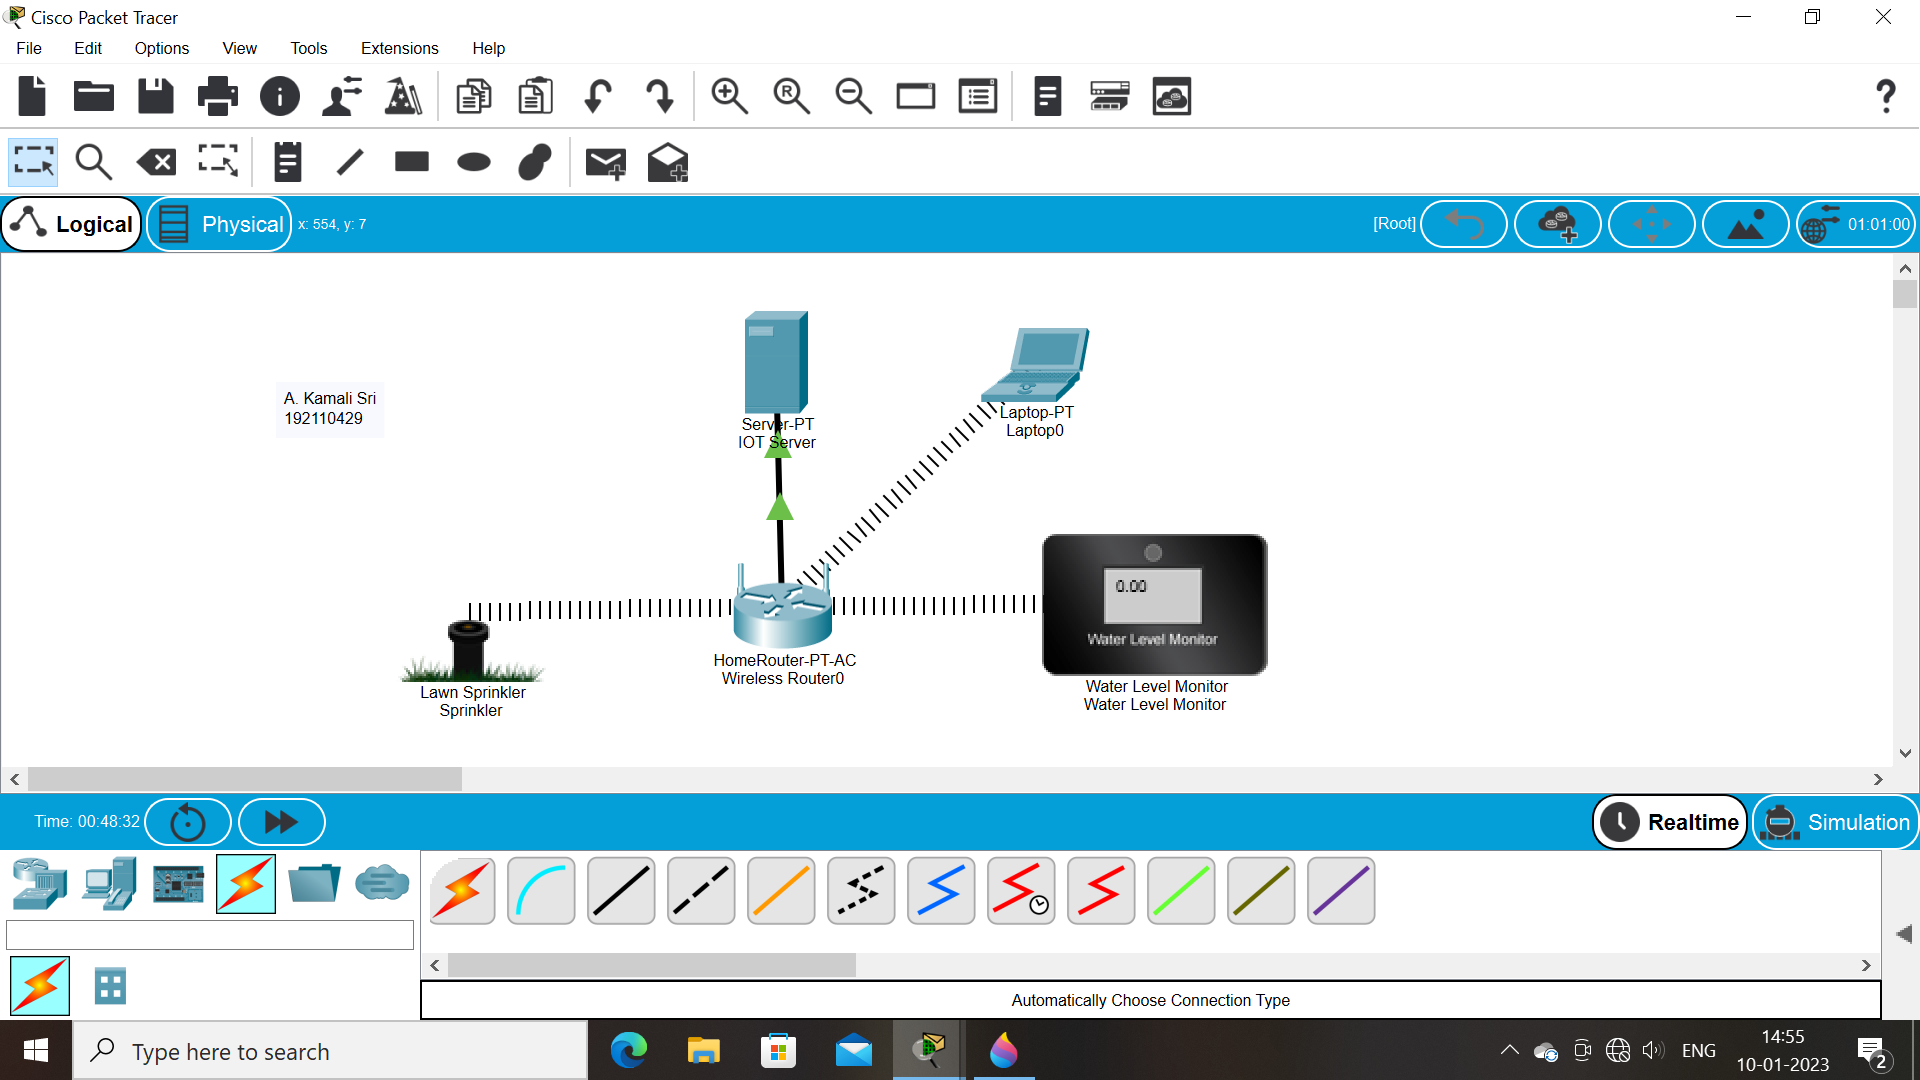 Cisco Packet Tracer
File Edit Options View Tools Extensions Help
Logical Physical x: 554, y: 7 [Root] 01:01:00
A. Kamali Sri
192110429
Server-PT
IOT Server
Laptop-PT
Laptop0
0.00
Water Level Monitor
HomeRouter-PT-AC
Wireless Router0
Lawn Sprinkler
Sprinkler
Water Level Monitor
Water Level Monitor
Time: 00:48:32 Realtime Simulation
Automatically Choose Connection Type
Type here to search
ENG
14:55
10-01-2023
2